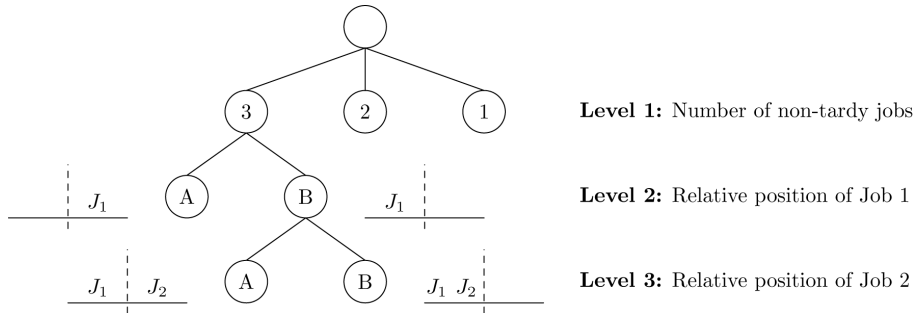 3 2 1 Level 1: Number of non-tardy jobs
J1 A B J1 Level 2: Relative position of Job 1
J1 J2 A B J1 J2 Level 3: Relative position of Job 2